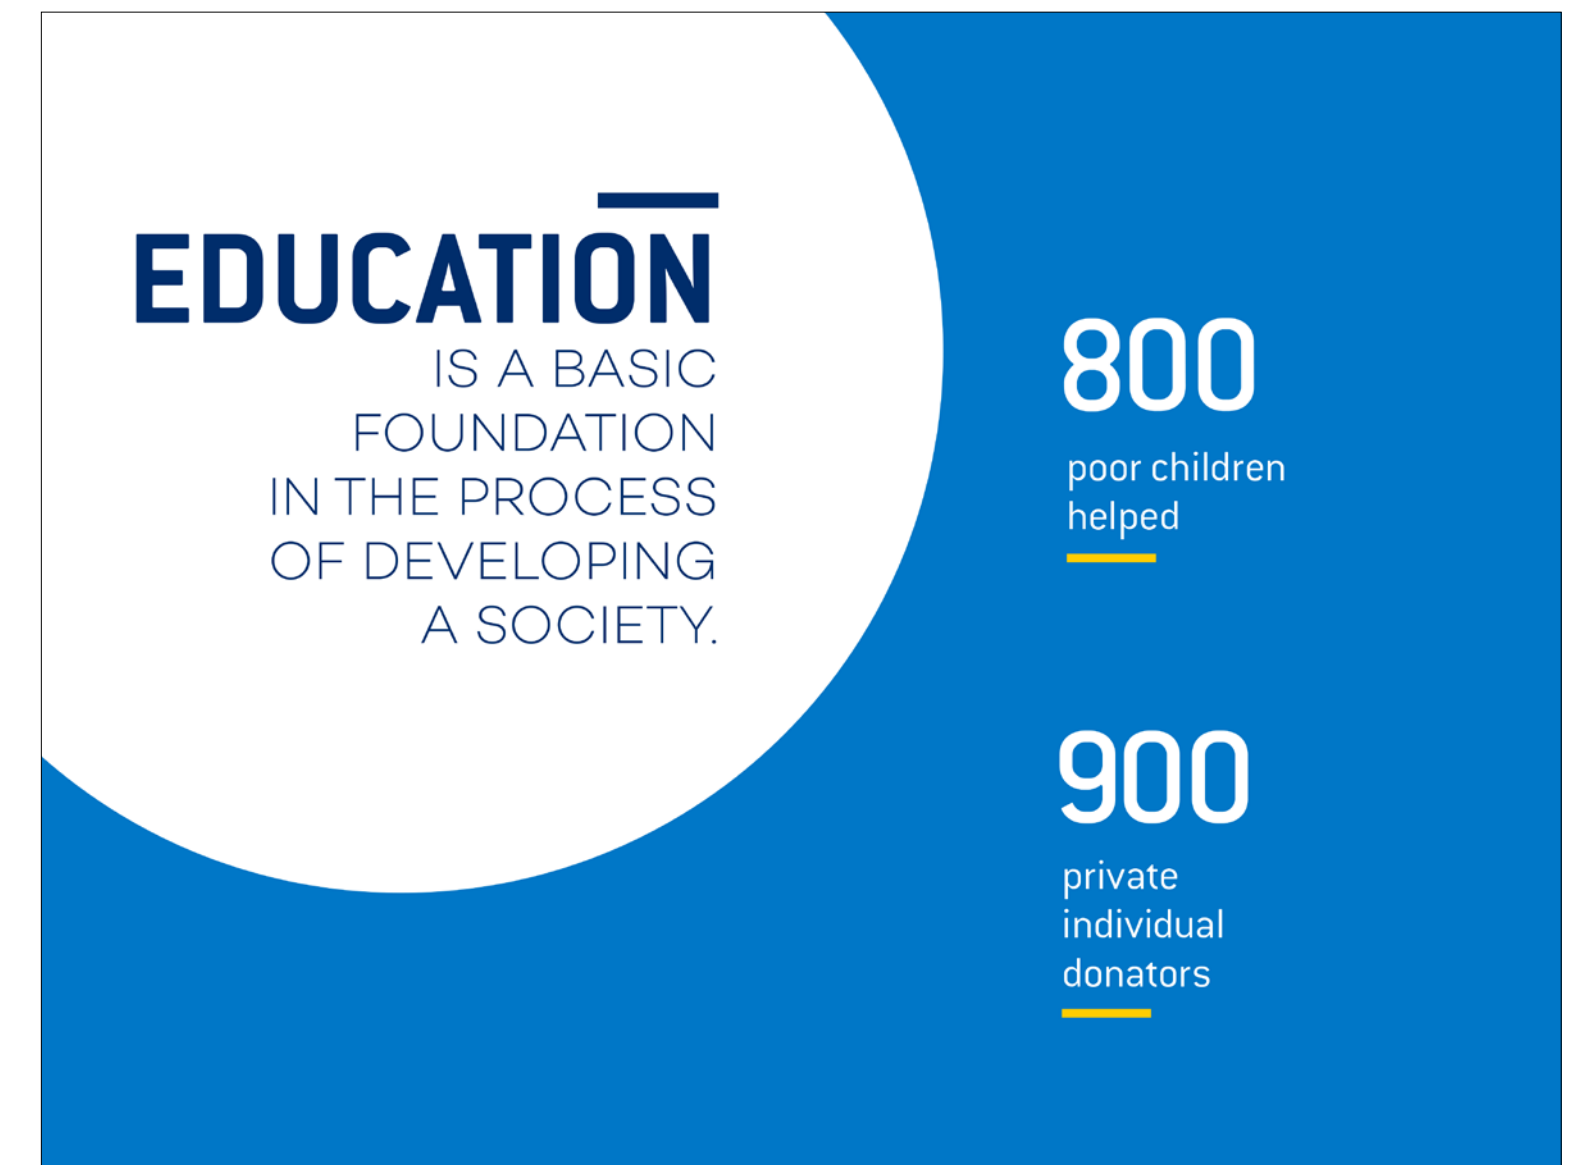 EDUCATION
IS A BASIC
FOUNDATION
IN THE PROCESS
OF DEVELOPING
A SOCIETY.
800
poor children
helped
900
private
individual
donators